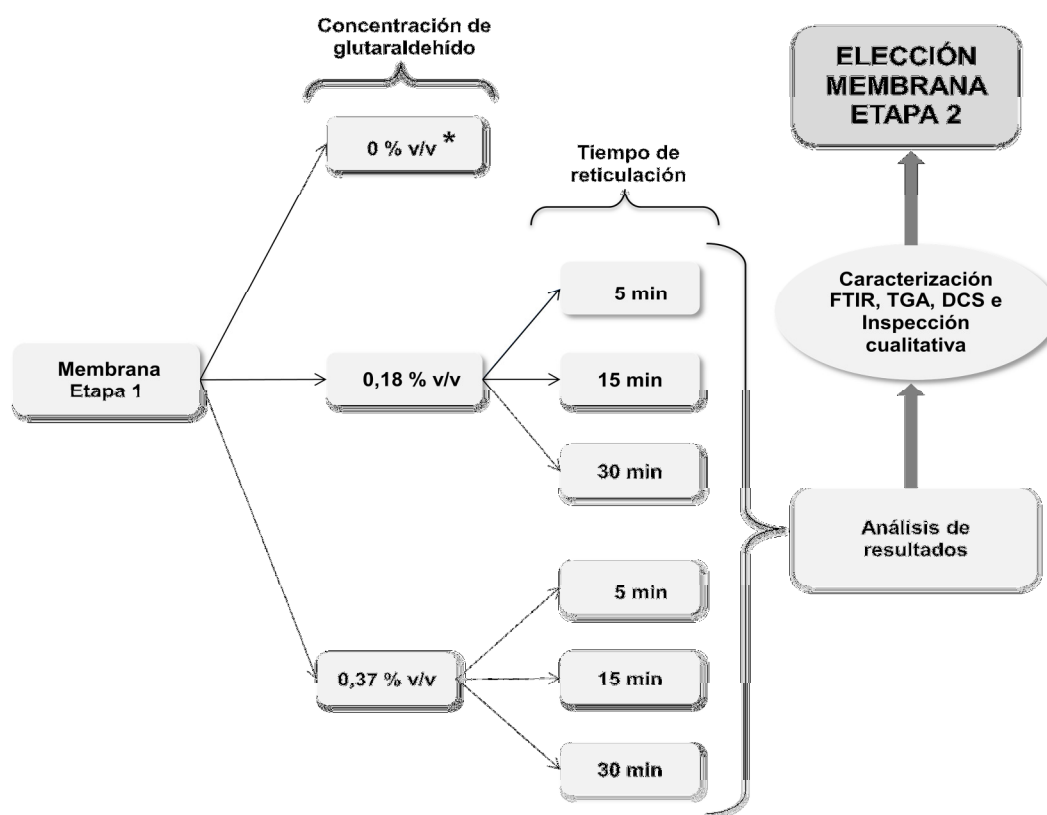 Concentración de
glutaraldehído
0 % v/v *
Tiempo de
reticulación
ELECCIÓN
MEMBRANA
ETAPA 2
Caracterización
FTIR, TGA, DCS e
Inspección
cualitativa
Membrana
Etapa 1
0,18 % v/v
5 min
15 min
30 min
0,37 % v/v
5 min
15 min
30 min
Análisis de
resultados